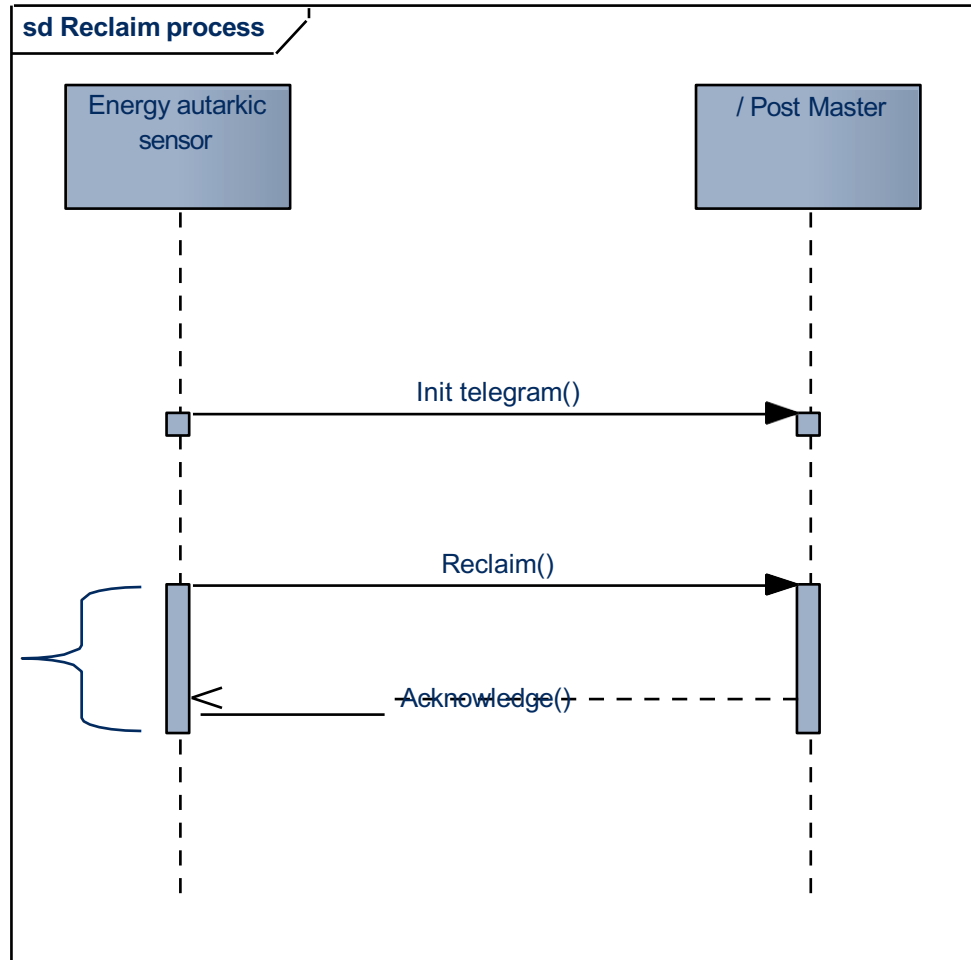 sd Reclaim process
Energy autarkic
sensor
/ Post Master
Init telegram()
Reclaim()
Acknowledge()